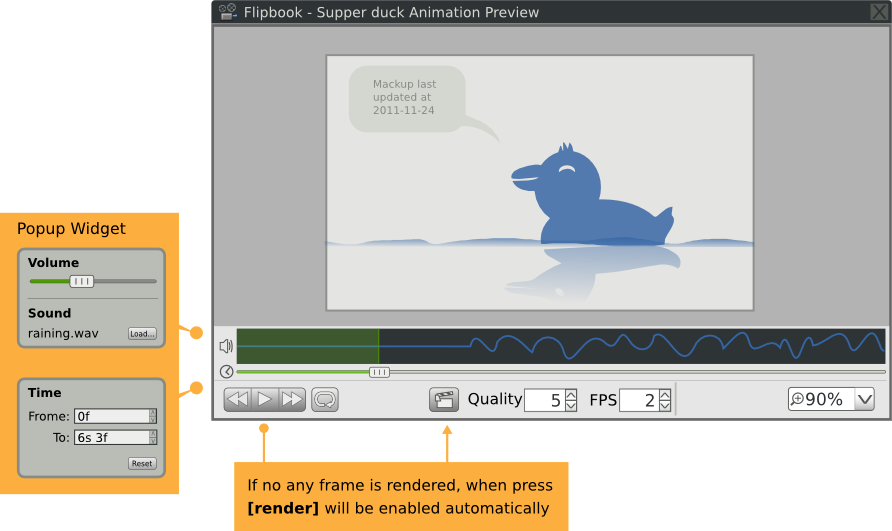 Flipbook - Supper duck Animation Preview
Mackup last
updated at
2011-11-24
Popup Widget
Volume
Sound
raining.wav Load...
Time
Frome: 0f
To: 6s 3f
Reset
Quality 5 FPS 2 90%
If no any frame is rendered, when press
[render] will be enabled automatically